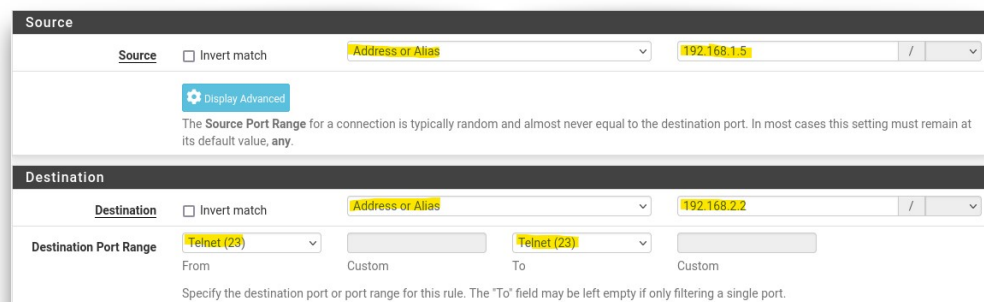 Source
Source Invert match Address or Alias 192.168.1.5 /
Display Advanced
The Source Port Range for a connection is typically random and almost never equal to the destination port. In most cases this setting must remain at
its default value, any.
Destination
Destination Invert match Address or Alias 192.168.2.2 /
Destination Port Range Telnet (23) Telnet (23)
From Custom To Custom
Specify the destination port or port range for this rule. The "To" field may be left empty if only filtering a single port.